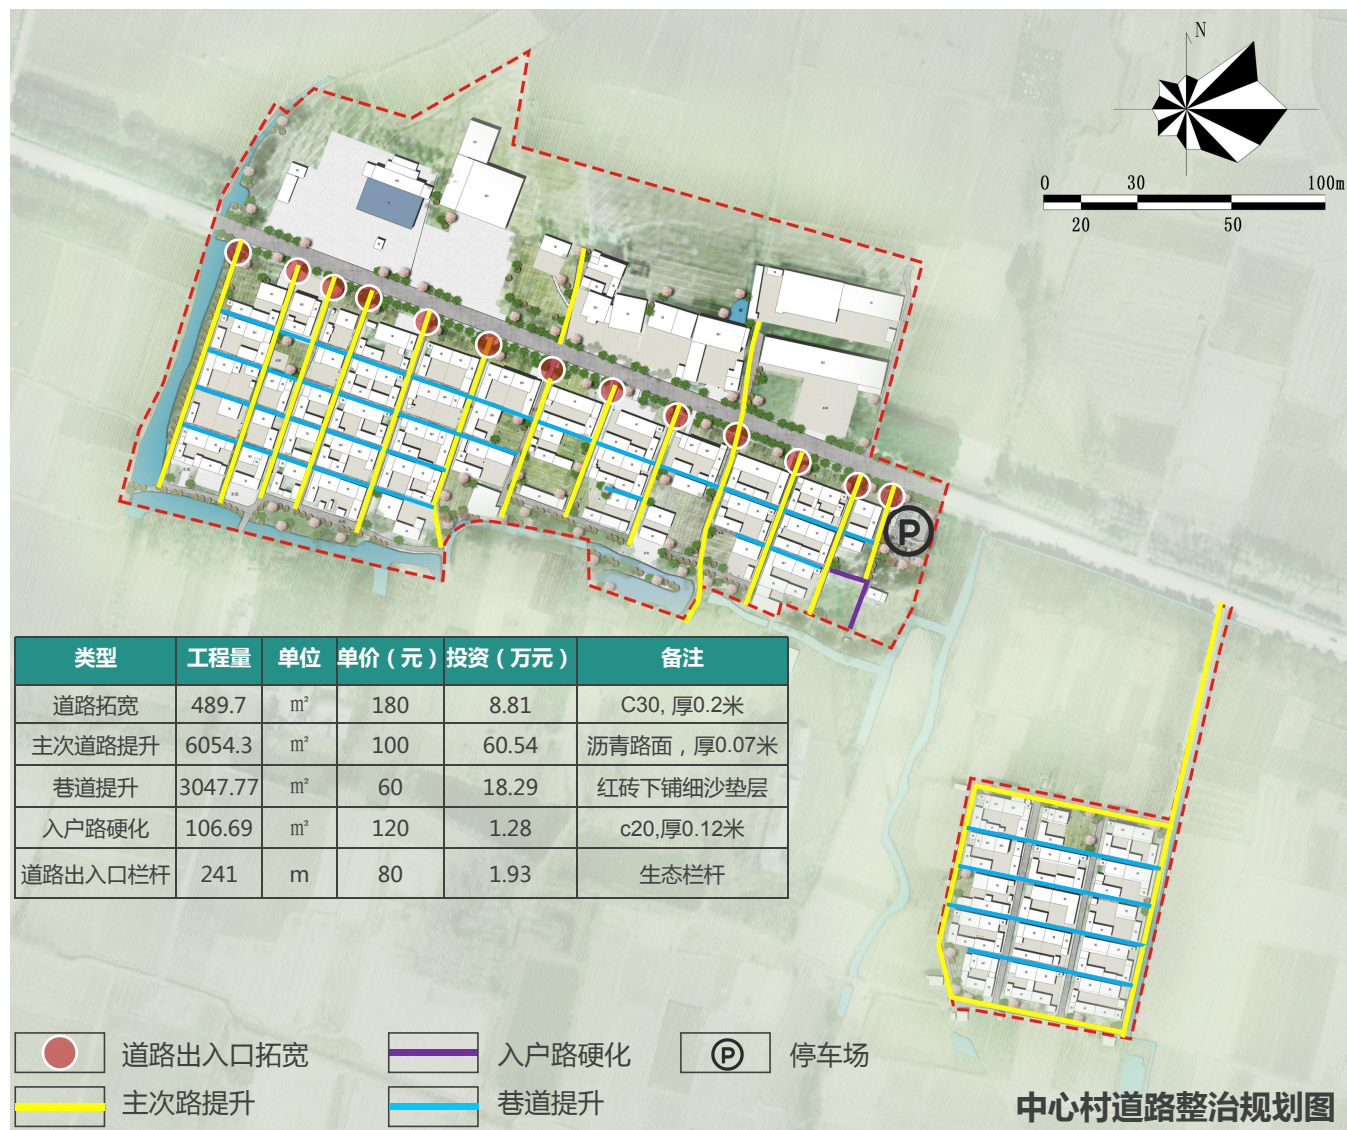 N
0 30 100m
20 50
P
类型 工程量 单位 单价（元） 投资（万元） 备注
道路拓宽 489.7 ㎡ 180 8.81 C30, 厚0.2米
主次道路提升 6054.3 ㎡ 100 60.54 沥青路面，厚0.07米
巷道提升 3047.77 ㎡ 60 18.29 红砖下铺细沙垫层
入户路硬化 106.69 ㎡ 120 1.28 c20,厚0.12米
道路出入口栏杆 241 m 80 1.93 生态栏杆
道路出入口拓宽 入户路硬化 P 停车场
主次路提升 巷道提升
中心村道路整治规划图